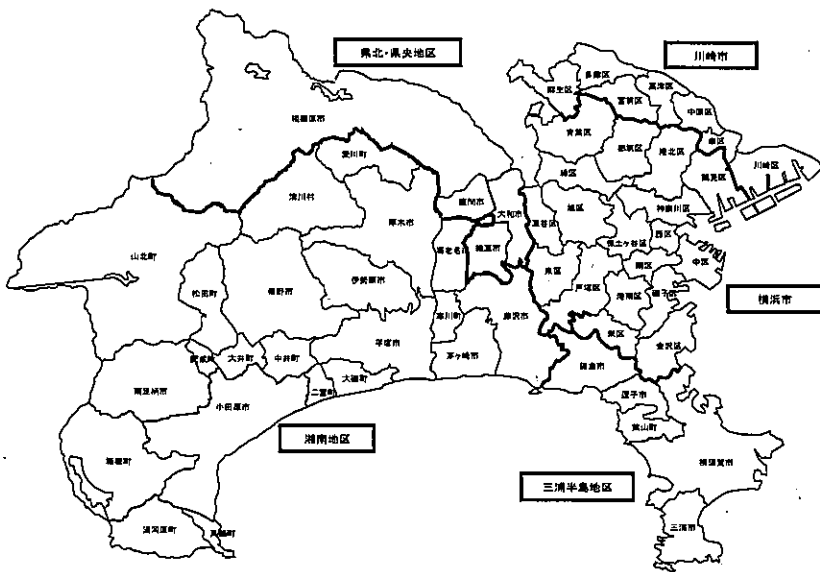 県北・県央地区
川崎市
多摩区
麻生区
高津区
宮前区
中原区
相模原市
青葉区
幸区
川崎区
愛川町
都筑区
港北区
鶴見区
緑区
清川村
座間市
大和市
旭区
神奈川区
厚木市
瀬谷区
西区
保土ヶ谷区
海老名市
綾瀬市
山北町
泉区
南区
中区
伊勢原市
松田町
秦野市
戸塚区
港南区
磯子区
横浜市
寒川町
藤沢市
栄区
金沢区
平塚市
開成町
大井町
中井町
茅ヶ崎市
鎌倉市
南足柄市
大磯町
二宮町
逗子市
小田原市
葉山町
湘南地区
箱根町
横須賀市
三浦半島地区
湯河原町
真鶴町
三浦市